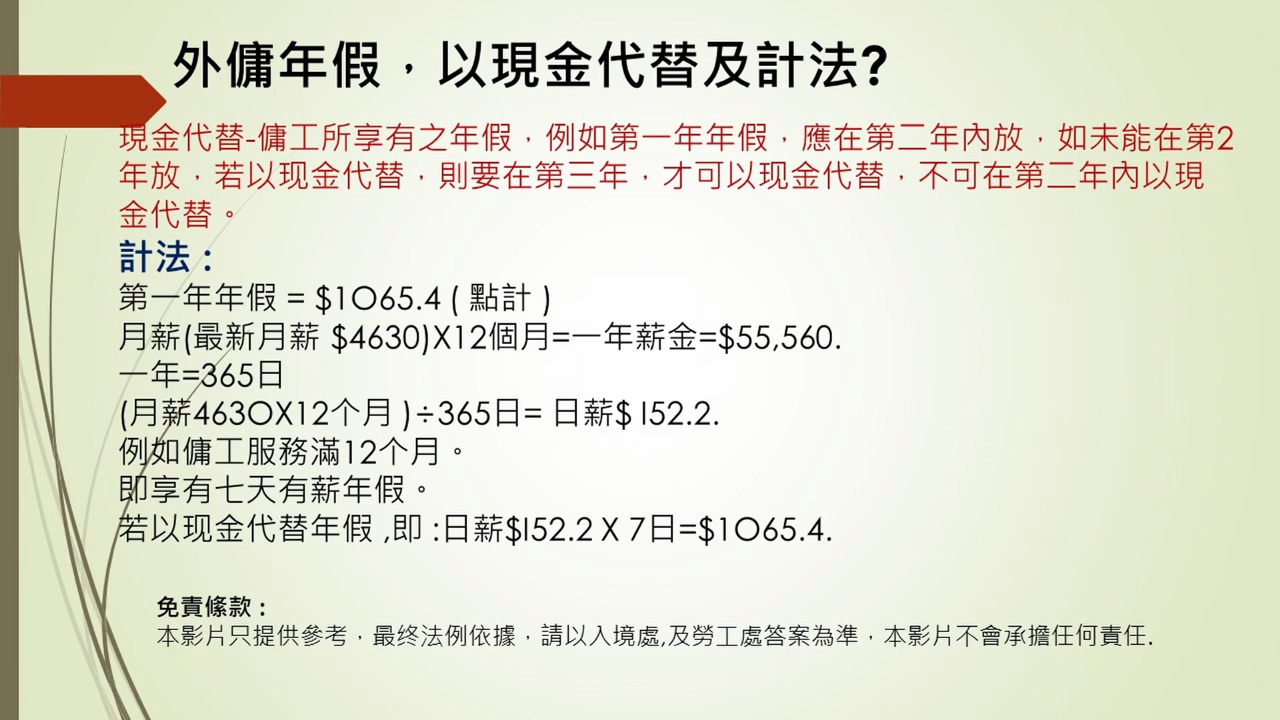 外傭年假，以現金代替及計法?
現金代替-傭工所享有之年假，例如第一年年假，應在第二年內放，如未能在第2
年放，若以现金代替，則要在第三年，才可以现金代替，不可在第二年內以現
金代替。
計法：
第一年年假 = $1O65.4 ( 點計 )
月薪(最新月薪 $4630)X12個月=一年薪金=$55,560.
一年=365日
(月薪463OX12个月 )÷365日= 日薪$ I52.2.
例如傭工服務滿12个月。
即享有七天有薪年假。
若以现金代替年假 ,即 :日薪$I52.2 X 7日=$1O65.4.
免責條款：
本影片只提供參考，最终法例依據，請以入境處,及勞工處答案為準，本影片不會承擔任何責任.